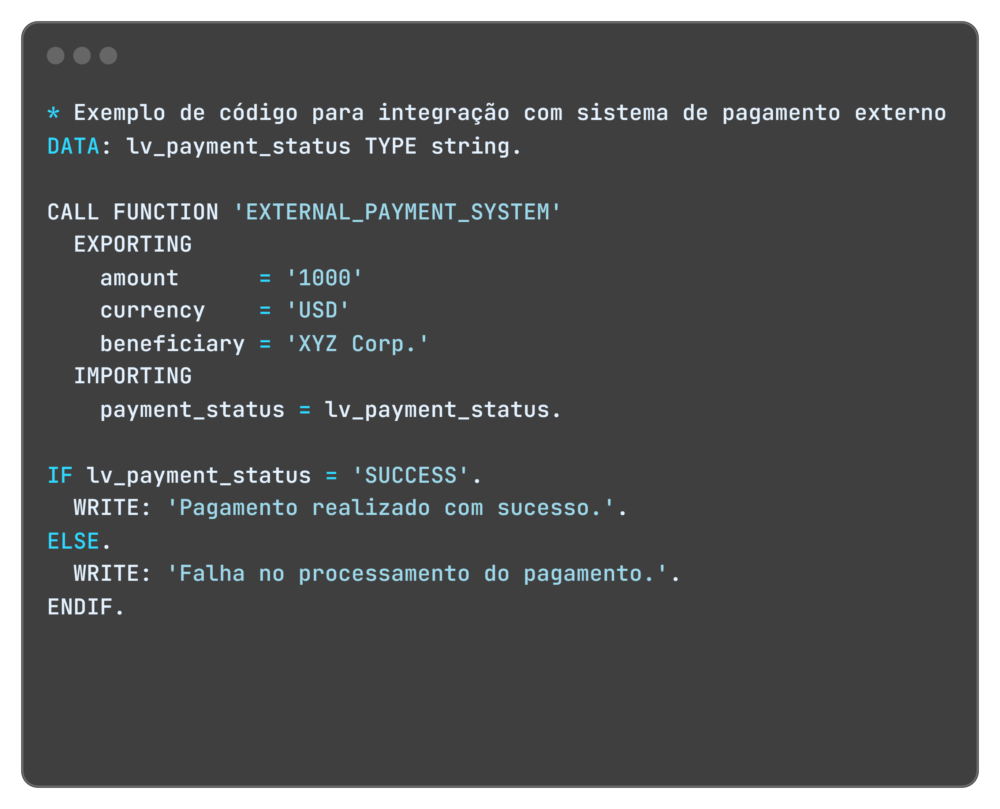 * Exemplo de código para integração com sistema de pagamento externo
DATA: lv_payment_status TYPE string.

CALL FUNCTION 'EXTERNAL_PAYMENT_SYSTEM'
  EXPORTING
    amount      = '1000'
    currency    = 'USD'
    beneficiary = 'XYZ Corp.'
  IMPORTING
    payment_status = lv_payment_status.

IF lv_payment_status = 'SUCCESS'.
  WRITE: 'Pagamento realizado com sucesso.'.
ELSE.
  WRITE: 'Falha no processamento do pagamento.'.
ENDIF.